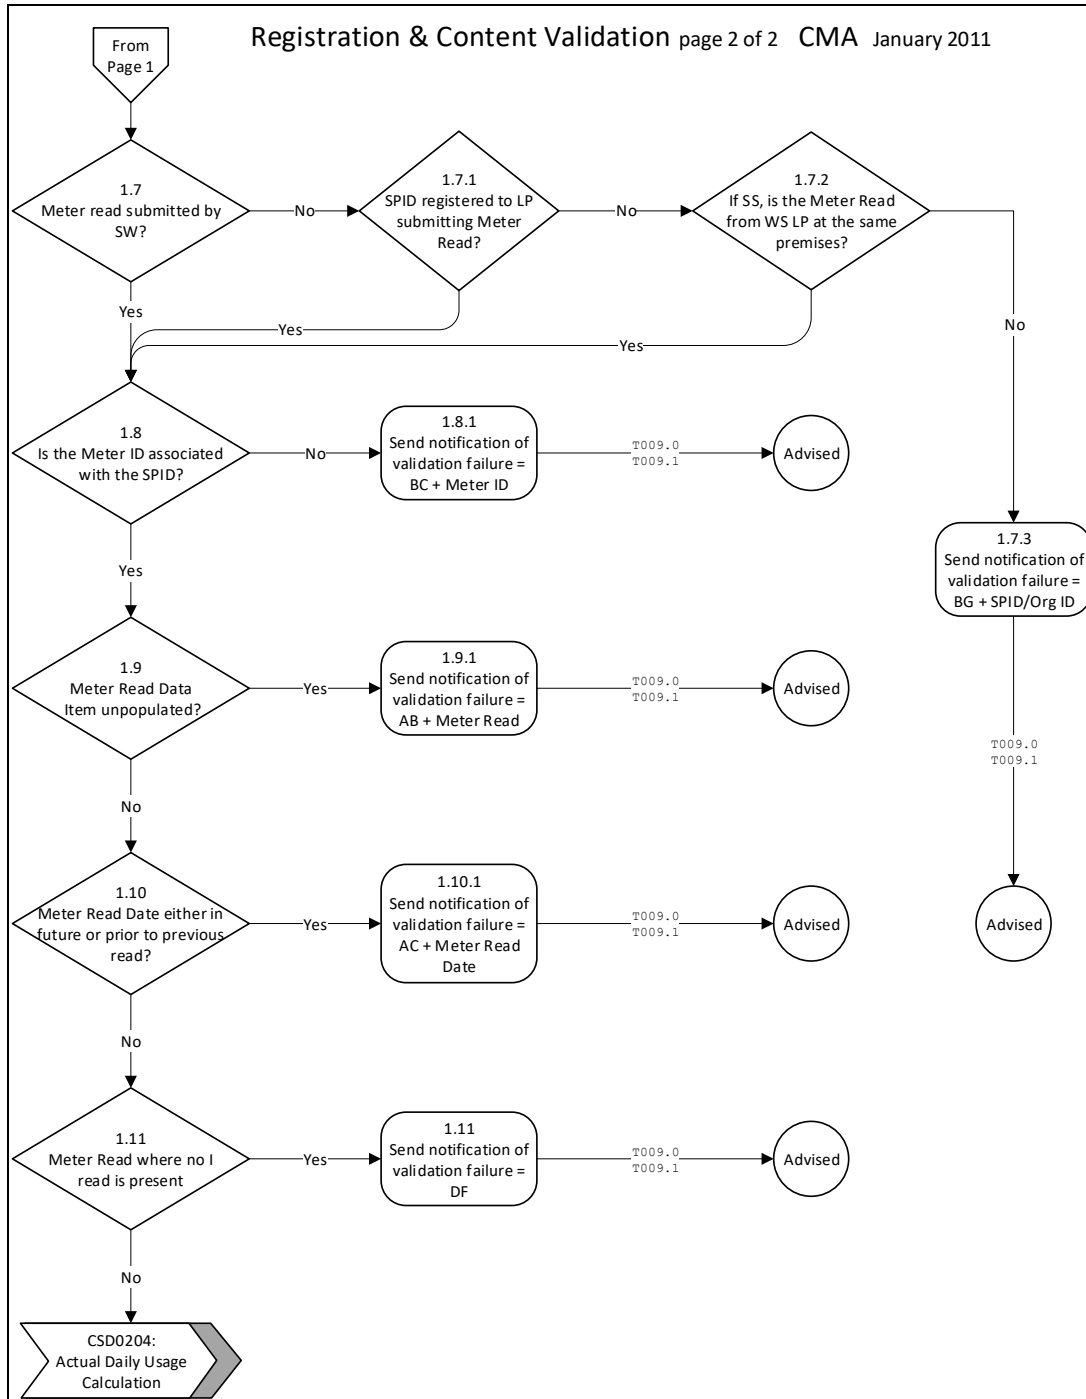 Registration & Content Validation page 2 of 2 CMA January 2011
From
Page 1
1.7
Meter read submitted by
SW?
No
1.7.1
SPID registered to LP
submitting Meter
Read?
No
1.7.2
If SS, is the Meter Read
from WS LP at the same
premises?
Yes
Yes
Yes
No
1.8
Is the Meter ID associated
with the SPID?
No
1.8.1
Send notification of
validation failure =
BC + Meter ID
T009.0
T009.1
Advised
1.7.3
Send notification of
validation failure =
BG + SPID/Org ID
Yes
1.9
Meter Read Data
Item unpopulated?
Yes
1.9.1
Send notification of
validation failure =
AB + Meter Read
T009.0
T009.1
Advised
T009.0
T009.1
No
1.10
Meter Read Date either in
future or prior to previous
read?
Yes
1.10.1
Send notification of
validation failure =
AC + Meter Read
Date
T009.0
T009.1
Advised
Advised
No
1.11
Meter Read where no I
read is present
Yes
1.11
Send notification of
validation failure =
DF
T009.0
T009.1
Advised
No
CSD0204:
Actual Daily Usage
Calculation